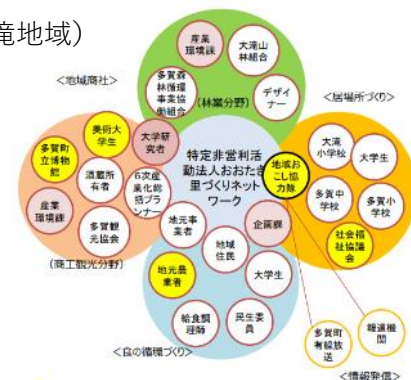 滝地域)
産業
環境課
大滝山
林組合
<地域商社>
多賀森
林循環
事業協
働組合
(林業分野)
デザイ
ナー
<居場所づくり>
美術大
学生
多賀町
立博物
館
大学研
究者
酒蔵所
有者
6次産
業化総
括プラ
ンナー
産業
環境課
多賀観
光協会
(商工観光分野)
特定非営利活
動法人おおたき
里づくりネット
ワーク
地域お
こし協力
隊
大滝
小学校
大学生
多賀中
学校
多賀小
学校
社会福
祉協議
会
地元事
業者
企画課
地域
住民
地元農
業者
大学生
給食調
理師
民生委
員
<食の循環づくり>
多賀町
有線放
送
報道機
関
<情報発信>